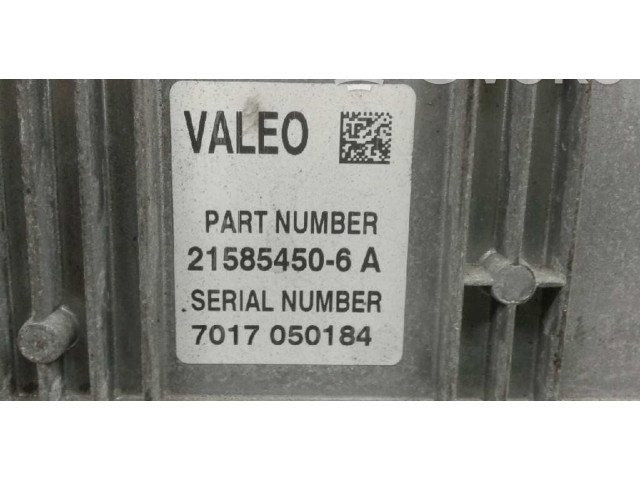 VALEO
PART NUMBER
21585450-6 A
SERIAL NUMBER
7017 050184